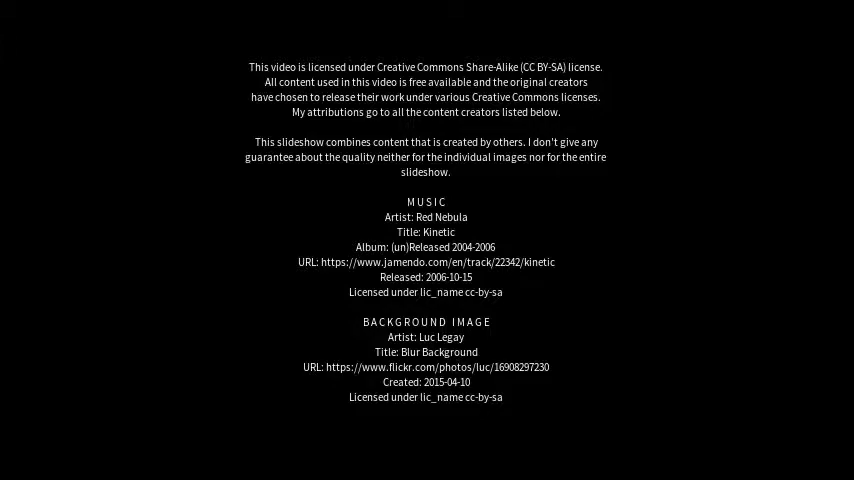 This video is licensed under Creative Commons Share-Alike (CC BY-SA) license.
All content used in this video is free available and the original creators
have chosen to release their work under various Creative Commons licenses.
My attributions go to all the content creators listed below.
This slideshow combines content that is created by others. I don't give any
guarantee about the quality neither for the individual images nor for the entire
slideshow.
MUSIC
Artist: Red Nebula
Title: Kinetic
Album: (un)Released 2004-2006
URL: https://www.jamendo.com/en/track/22342/kinetic
Released: 2006-10-15
Licensed under lic_name cc-by-sa
BACKGROUND IMAGE
Artist: Luc Legay
Title: Blur Background
URL: https://www.flickr.com/photos/luc/16908297230
Created: 2015-04-10
Licensed under lic_name cc-by-sa